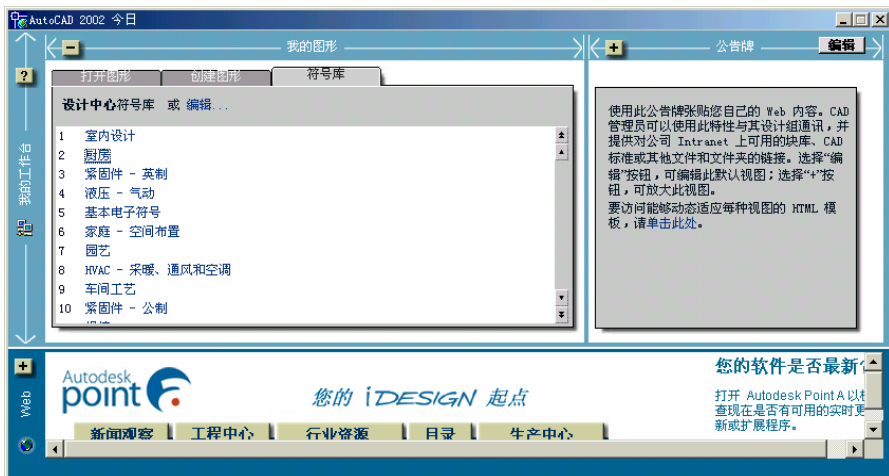 AutoCAD 2002 今日
我的图形
公告牌
编辑
打开图形
创建图形
符号库
设计中心符号库 或 编辑...
1 室内设计
2 厨房
3 紧固件 - 英制
4 液压 - 气动
5 基本电子符号
6 家庭 - 空间布置
7 园艺
8 HVAC - 采暖、通风和空调
9 车间工艺
10 紧固件 - 公制
使用此公告牌张贴您自己的 Web 内容。CAD
管理员可以使用此特性与其设计组通讯，并
提供对公司 Intranet 上可用的块库、CAD
标准或其他文件和文件夹的链接。选择“编
辑”按钮，可编辑此默认视图；选择“+”按
钮，可放大此视图。
要访问能够动态适应每种视图的 HTML 模
板，请单击此处。
我的工作台
Web
Autodesk
point
您的 iDESIGN 起点
新闻观察
工程中心
行业资源
目录
生产中心
您的软件是否最新
打开 Autodesk Point A 以
查现在是否有可用的实时更
新或扩展程序。